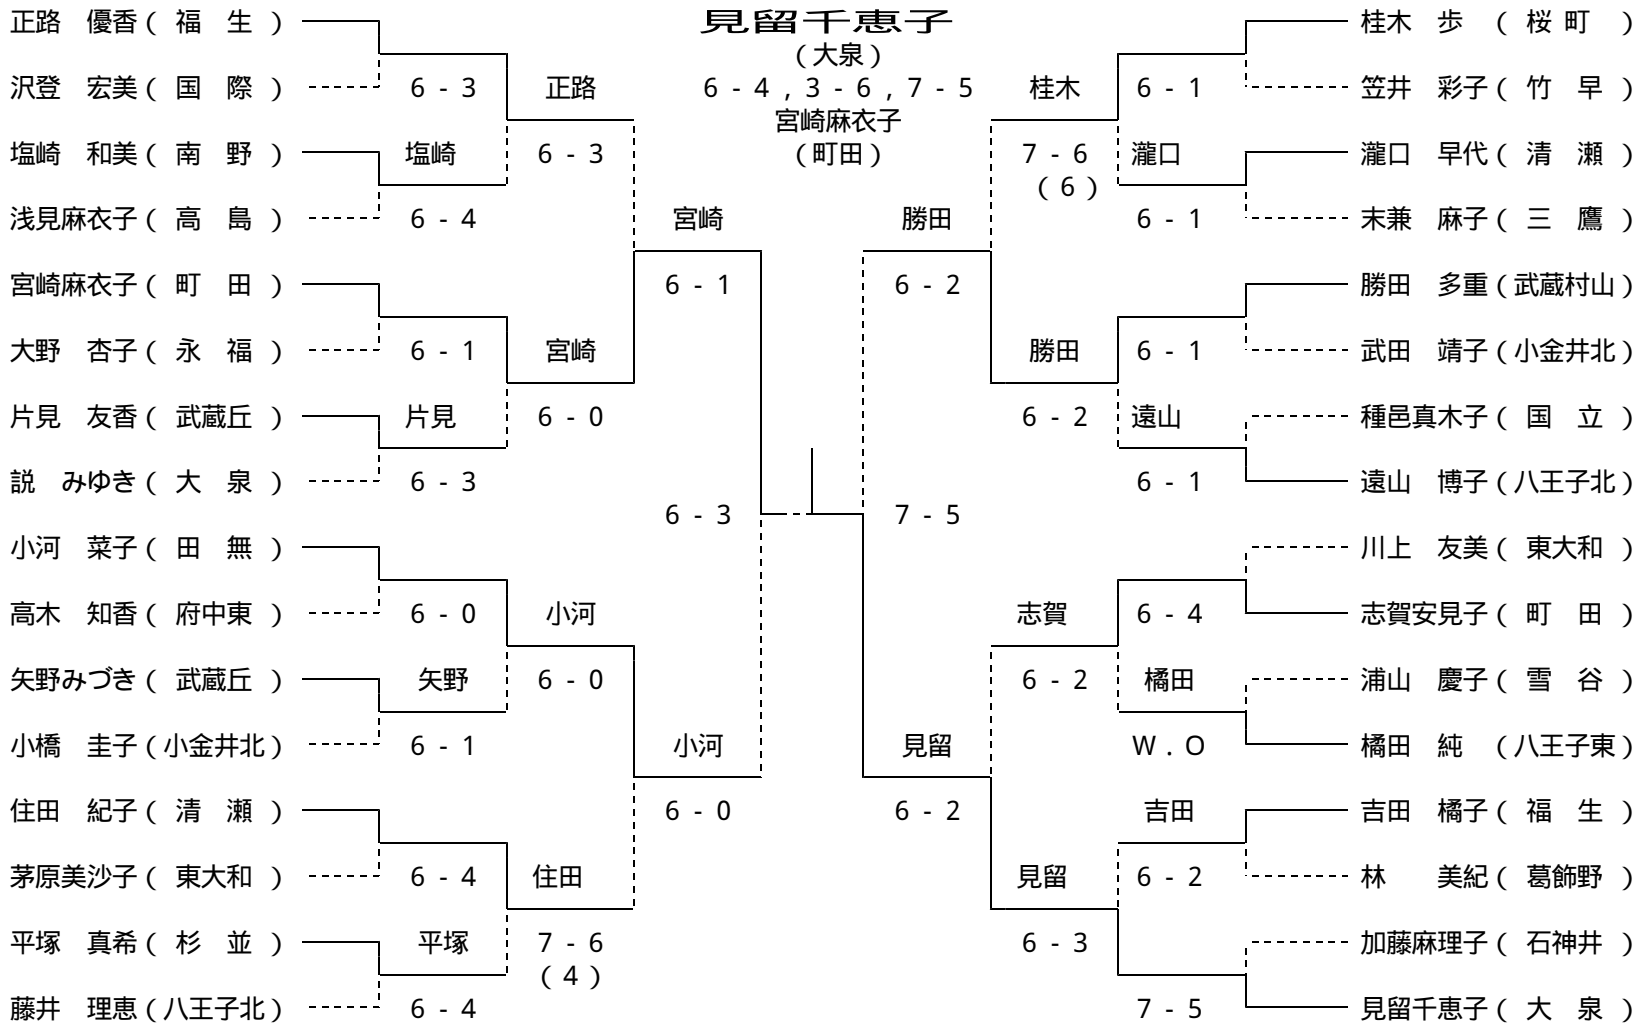 見留千恵子
（大泉）
6 - 4 , 3 - 6 , 7 - 5
宮崎麻衣子
（町田）
正路　優香（ 福　生 ）
沢登　宏美（ 国　際 ）
塩崎　和美（ 南　野 ）
浅見麻衣子（ 高　島 ）
宮崎麻衣子（ 町　田 ）
大野　杏子（ 永　福 ）
片見　友香（ 武蔵丘 ）
説　みゆき（ 大　泉 ）
小河　菜子（ 田　無 ）
高木　知香（ 府中東 ）
矢野みづき（ 武蔵丘 ）
小橋　圭子（小金井北）
住田　紀子（ 清　瀬 ）
茅原美沙子（ 東大和 ）
平塚　真希（ 杉　並 ）
藤井　理恵（八王子北）
6 - 3
塩崎
6 - 4
6 - 1
片見
6 - 3
6 - 0
矢野
6 - 1
6 - 4
平塚
6 - 4
正路
6 - 3
宮崎
6 - 0
小河
6 - 0
住田
7 - 6
（4）
宮崎
6 - 1
6 - 3
小河
6 - 0
勝田
6 - 2
7 - 5
見留
6 - 2
桂木
7 - 6
（6）
勝田
6 - 2
志賀
6 - 2
見留
6 - 3
6 - 1
瀧口
6 - 1
6 - 1
遠山
6 - 1
6 - 4
橘田
W . O
吉田
6 - 2
7 - 5
桂木　歩　（ 桜 町 ）
笠井　彩子（ 竹　早 ）
瀧口　早代（ 清　瀬 ）
末兼　麻子（ 三　鷹 ）
勝田　多重（武蔵村山）
武田　靖子（小金井北）
種邑真木子（ 国　立 ）
遠山　博子（八王子北）
川上　友美（ 東大和 ）
志賀安見子（ 町　田 ）
浦山　慶子（ 雪　谷 ）
橘田　純　（八王子東）
吉田　橘子（ 福　生 ）
林　　美紀（ 葛飾野 ）
加藤麻理子（ 石神井 ）
見留千恵子（ 大　泉 ）